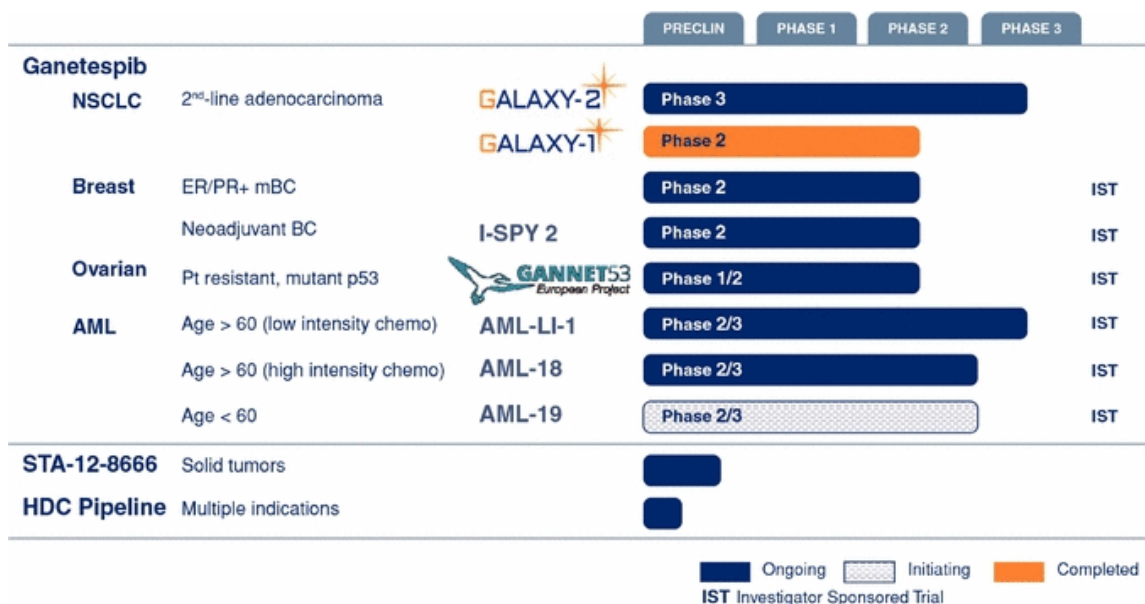 PRECLIN PHASE 1 PHASE 2 PHASE 3
Ganetespib
NSCLC 2nd-line adenocarcinoma GALAXY-2 Phase 3
GALAXY-1 Phase 2
Breast ER/PR+ mBC Phase 2 IST
Neoadjuvant BC I-SPY 2 Phase 2 IST
Ovarian Pt resistant, mutant p53 GANNET53 European Project Phase 1/2 IST
AML Age > 60 (low intensity chemo) AML-LI-1 Phase 2/3 IST
Age > 60 (high intensity chemo) AML-18 Phase 2/3 IST
Age < 60 AML-19 Phase 2/3 IST
STA-12-8666 Solid tumors
HDC Pipeline Multiple indications
Ongoing Initiating Completed
IST Investigator Sponsored Trial